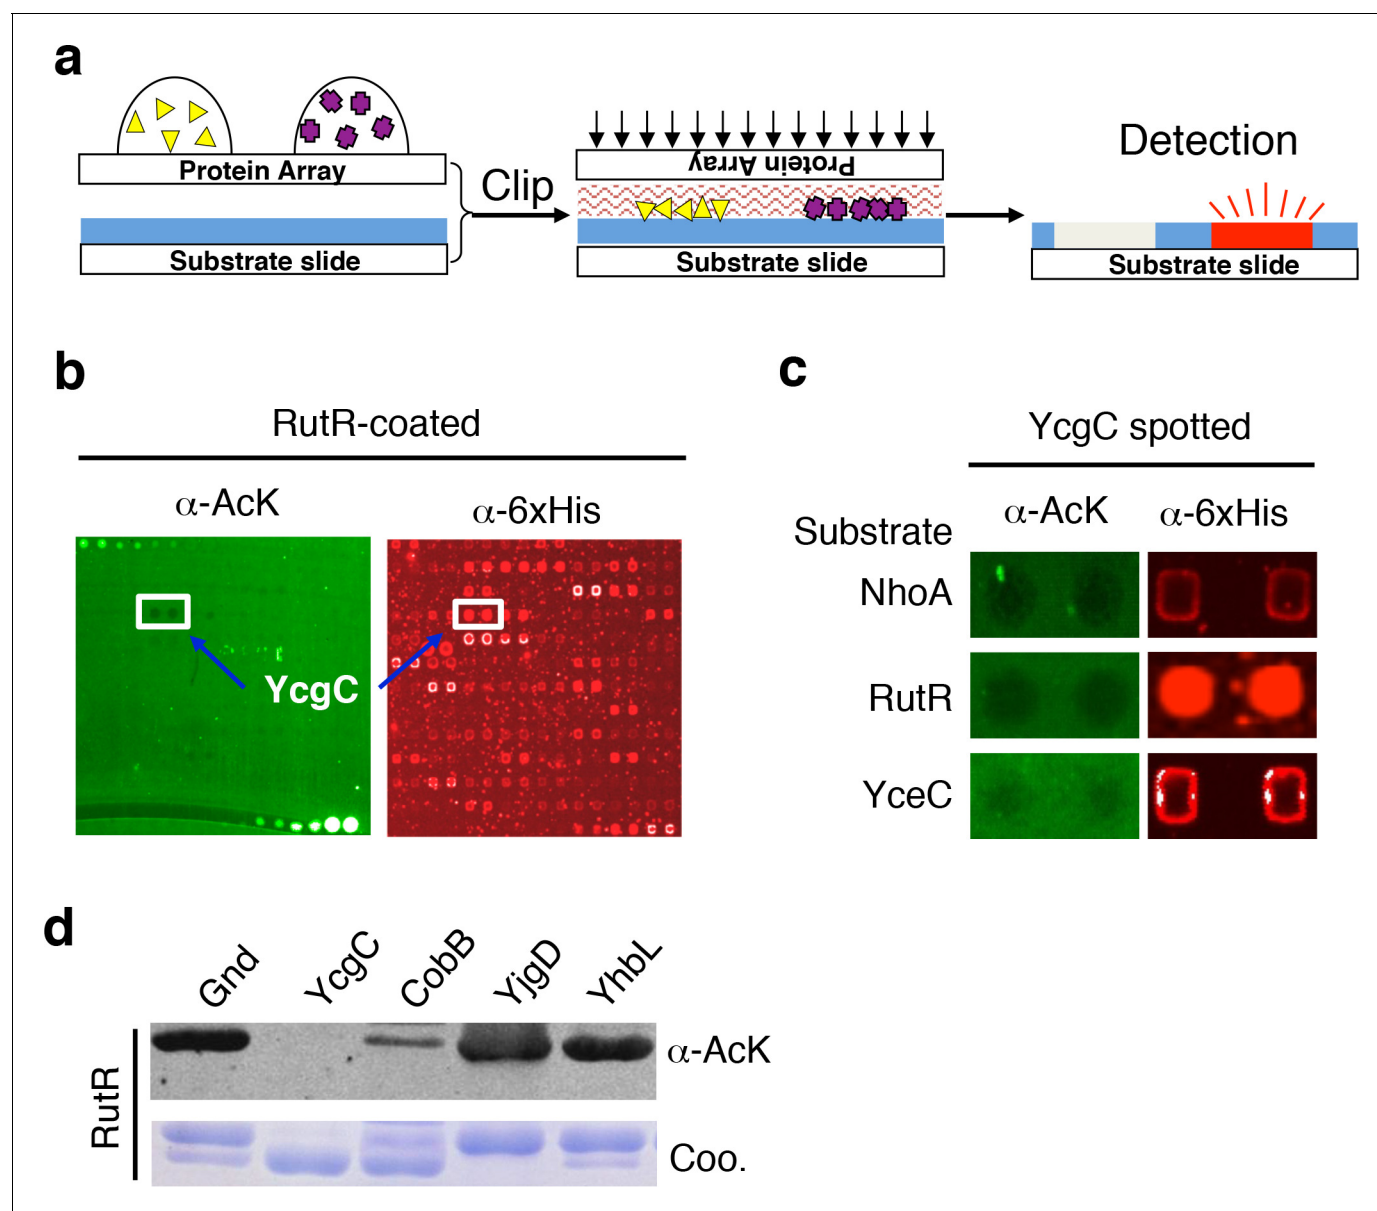 a
Protein Array
Substrate slide
Clip
Protein Array
Substrate slide
Detection
Substrate slide
b
RutR-coated
α-AcK
α-6xHis
YcgC
c
YcgC spotted
α-AcK
α-6xHis
Substrate
NhoA
RutR
YceC
d
Gnd
YcgC
CobB
YjgD
YhbL
RutR
α-AcK
Coo.